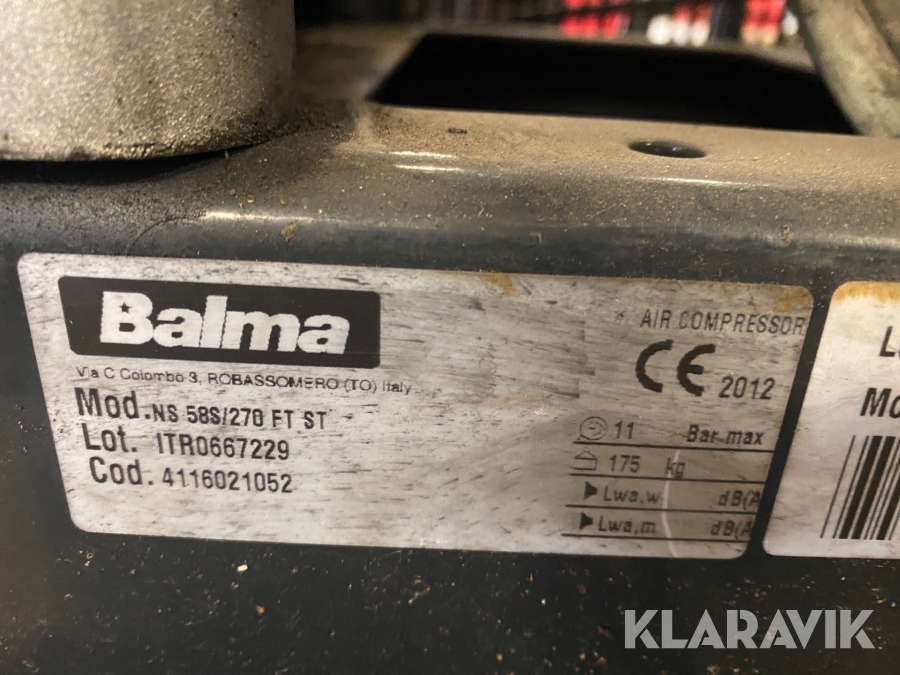 Balma
Via C Colombo 3, ROBASSOMERO (TO) Italy
Mod. NS 58S/270 FT ST
Lot. ITR0667229
Cod. 4116021052
AIR COMPRESSOR
CE 2012
11 Bar max
175 kg
Lwa,w dB(A
Lwa,m dB(A
L
Mo
KLARAVIK